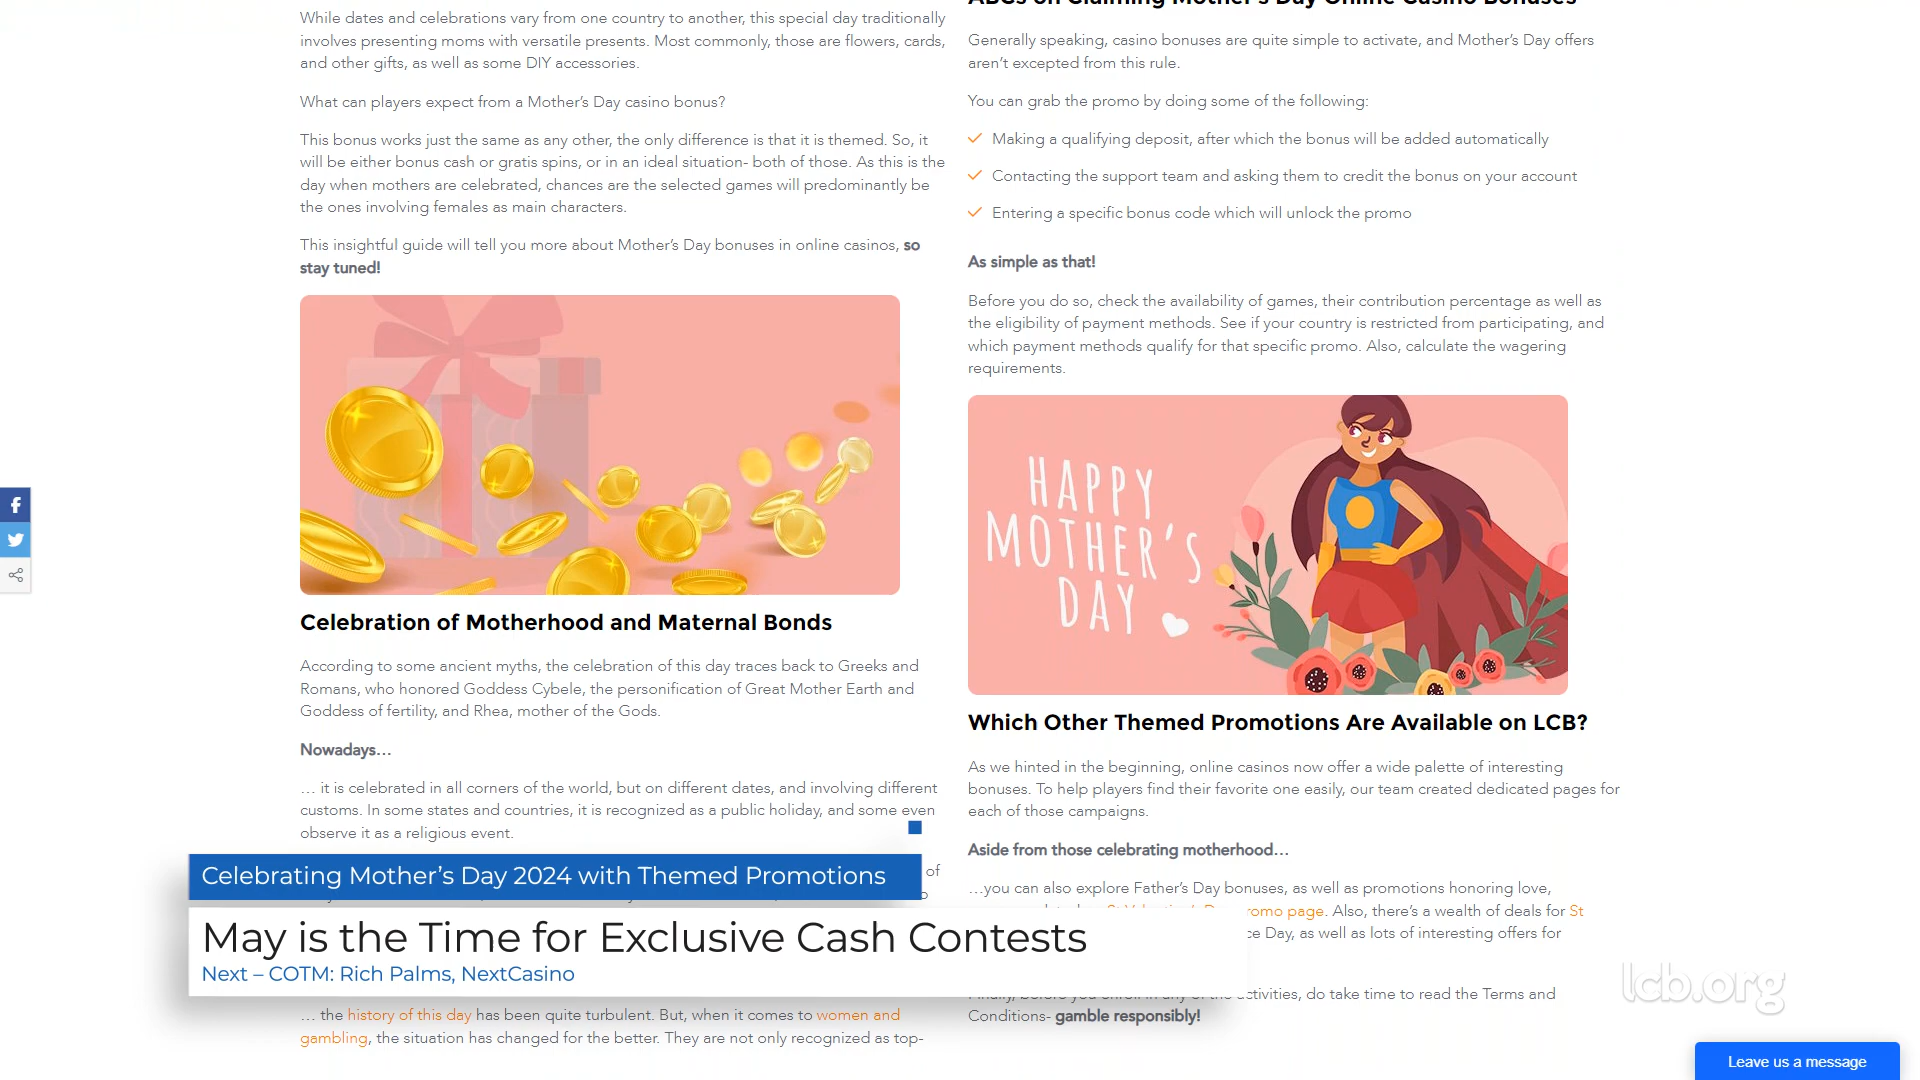 While dates and celebrations vary from one country to another, this special day traditionally
involves presenting moms with versatile presents. Most commonly, those are flowers, cards,
and other gifts, as well as some DIY accessories.
What can players expect from a Mother's Day casino bonus?
This bonus works just the same as any other, the only difference is that it is themed. So, it
will be either bonus cash or gratis spins, or in an ideal situation- both of those. As this is the
day when mothers are celebrated, chances are the selected games will predominantly be
the ones involving females as main characters.
This insightful guide will tell you more about Mother's Day bonuses in online casinos, so
stay tuned!
Celebration of Motherhood and Maternal Bonds
According to some ancient myths, the celebration of this day traces back to Greeks and
Romans, who honored Goddess Cybele, the personification of Great Mother Earth and
Goddess of fertility, and Rhea, mother of the Gods.
Nowadays...
... it is celebrated in all corners of the world, but on different dates, and involving different
customs. In some states and countries, it is recognized as a public holiday, and some even
observe it as a religious event.
of
... the history of this day has been quite turbulent. But, when it comes to women and
gambling, the situation has changed for the better. They are not only recognized as top-
ABCs on Claiming Mother's Day Online Casino Bonuses
Generally speaking, casino bonuses are quite simple to activate, and Mother's Day offers
aren't excepted from this rule.
You can grab the promo by doing some of the following:
Making a qualifying deposit, after which the bonus will be added automatically
Contacting the support team and asking them to credit the bonus on your account
Entering a specific bonus code which will unlock the promo
As simple as that!
Before you do so, check the availability of games, their contribution percentage as well as
the eligibility of payment methods. See if your country is restricted from participating, and
which payment methods qualify for that specific promo. Also, calculate the wagering
requirements.
HAPPY
MOTHER'S
DAY
Which Other Themed Promotions Are Available on LCB?
As we hinted in the beginning, online casinos now offer a wide palette of interesting
bonuses. To help players find their favorite one easily, our team created dedicated pages for
each of those campaigns.
Aside from those celebrating motherhood...
...you can also explore Father's Day bonuses, as well as promotions honoring love,
romo page. Also, there's a wealth of deals for St
ce Day, as well as lots of interesting offers for
Finally, before you enroll in any of the activities, do take time to read the Terms and
Conditions- gamble responsibly!
Celebrating Mother's Day 2024 with Themed Promotions
May is the Time for Exclusive Cash Contests
Next – COTM: Rich Palms, NextCasino
lcb.org
Leave us a message